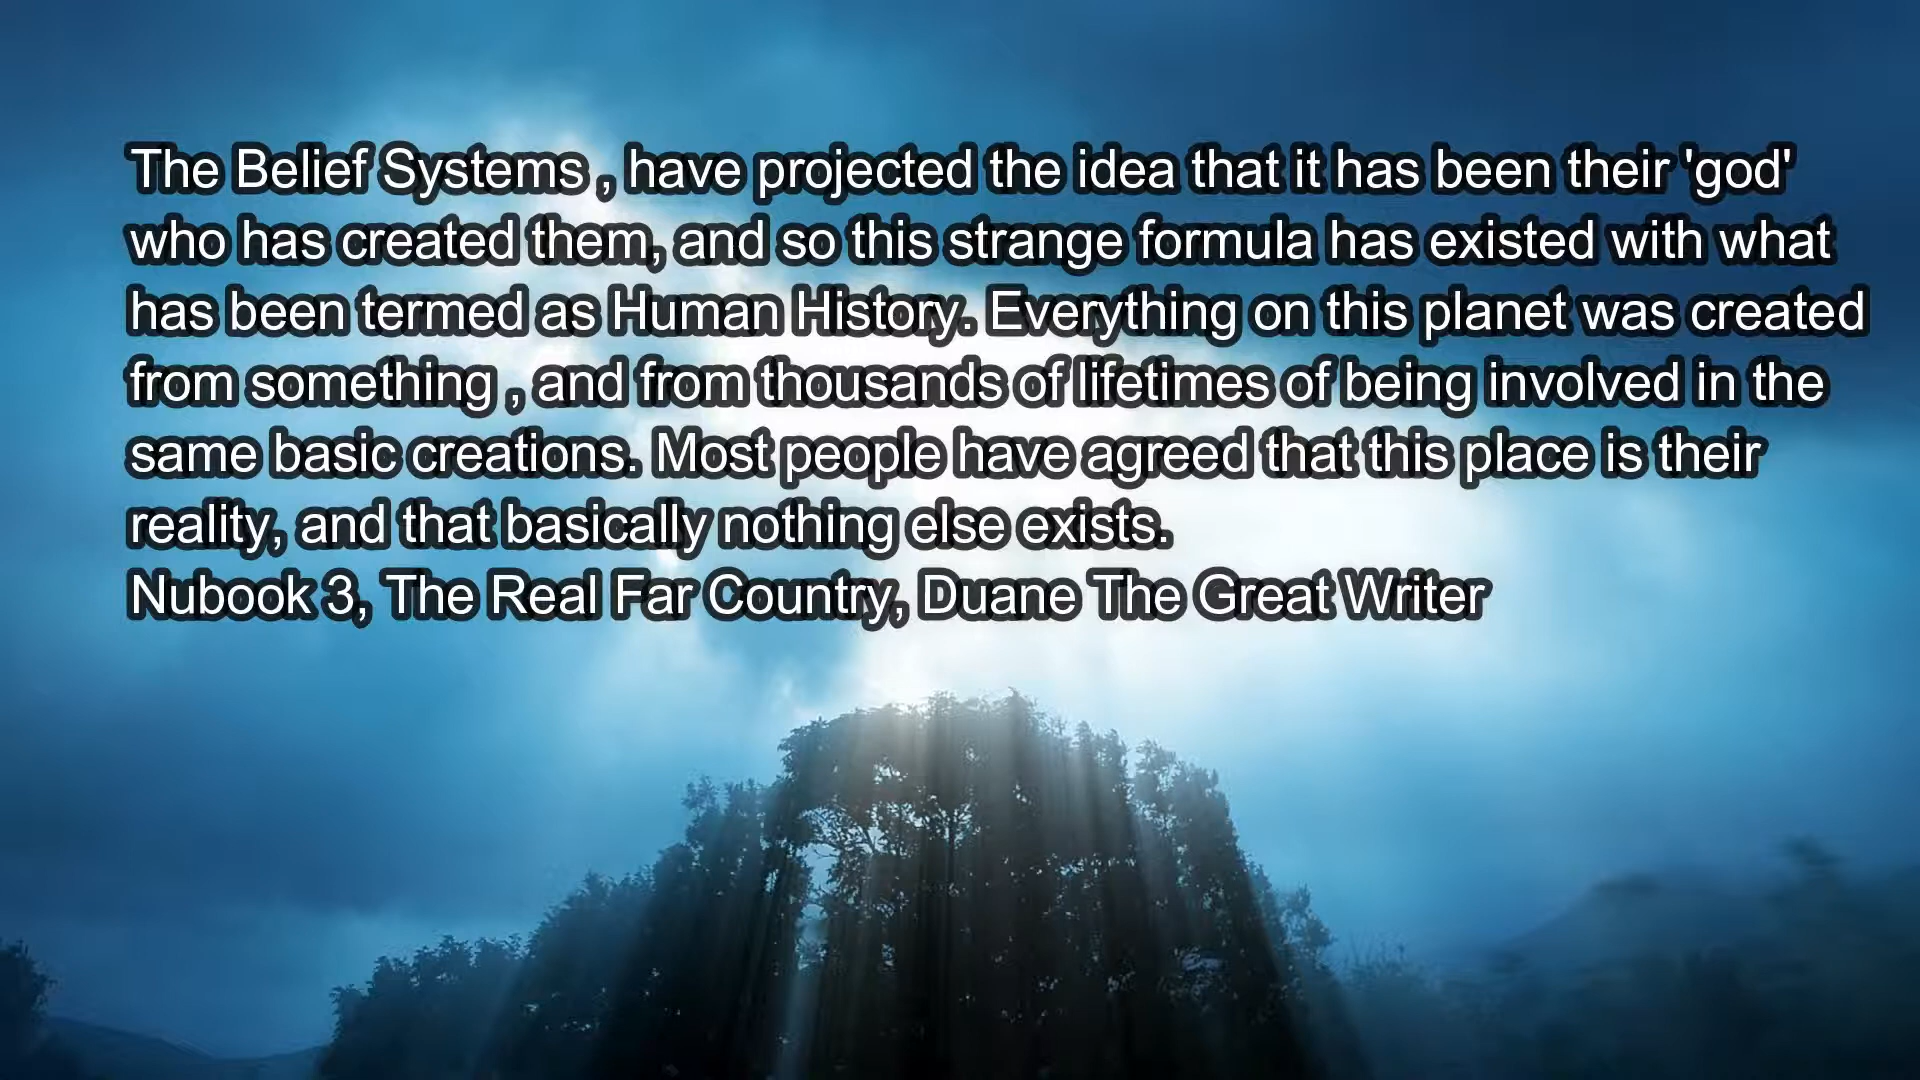 The Belief Systems , have projected the idea that it has been their 'god'
who has created them, and so this strange formula has existed with what
has been termed as Human History. Everything on this planet was created
from something , and from thousands of lifetimes of being involved in the
same basic creations. Most people have agreed that this place is their
reality, and that basically nothing else exists.
Nubook 3, The Real Far Country, Duane The Great Writer